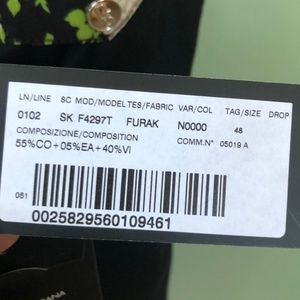 LN/LINE SC MOD/MODEL TES/FABRIC VAR/COL TAG/SIZE DROP
0102 SK F4297T FURAK N0000 48
COMPOSIZIONE/COMPOSITION COMM.N° 05019 A
55%CO+05%EA+40%VI
061
0025829560109461